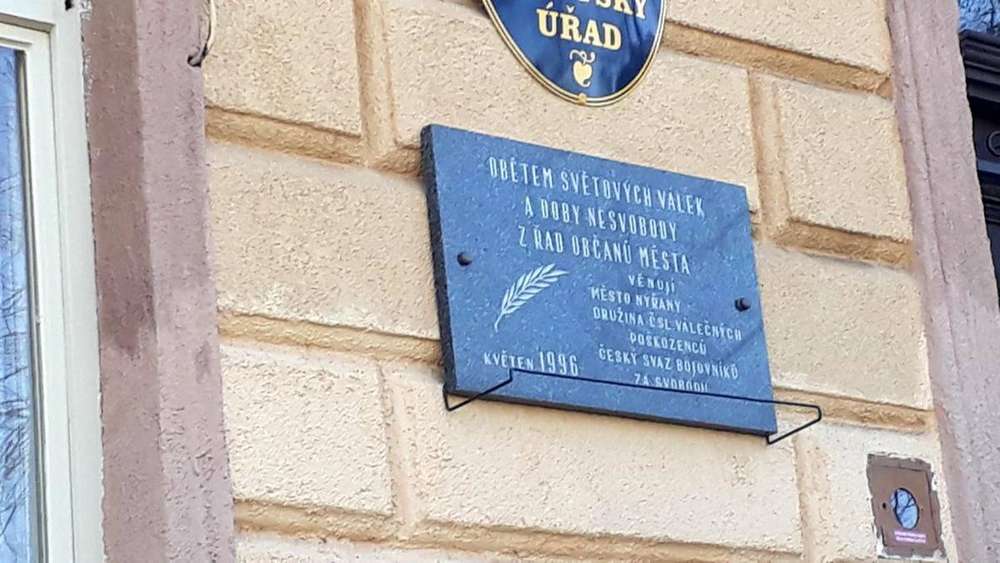 ÚŘAD
OBĚTEM SVĚTOVÝCH VÁLEK
A DOBY NESVOBODY
Z ŘAD OBČANŮ MĚSTA
VĚNUJÍ
MĚSTO NÝŘANY -
DRUŽINA ČSL. VÁLEČNÝCH
POŠKOZENCŮ
ČESKÝ SVAZ BOJOVNÍKŮ
ZA SVOBODU
KVĚTEN 1996